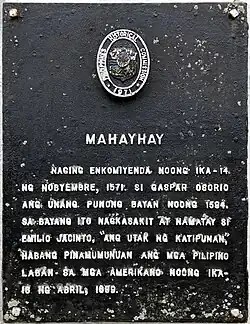 PHILIPPINES HISTORICAL COMMITTEE
1971
MAHAYHAY
NAGING ENKOMIYENDA NOONG IKA-14
NG NOBYEMBRE, 1571. SI GASPAR OSORIO
ANG UNANG PUNONG BAYAN NOONG 1594.
SA BAYANG ITO NAGKASAKIT AT NAMATAY SI
EMILIO JACINTO, "ANG UTAK NG KATIPUNAN,"
HABANG PINAMUMUNUAN ANG MGA PILIPINO
LABAN SA MGA AMERIKANO NOONG IKA-
16 NG ABRIL, 1899.